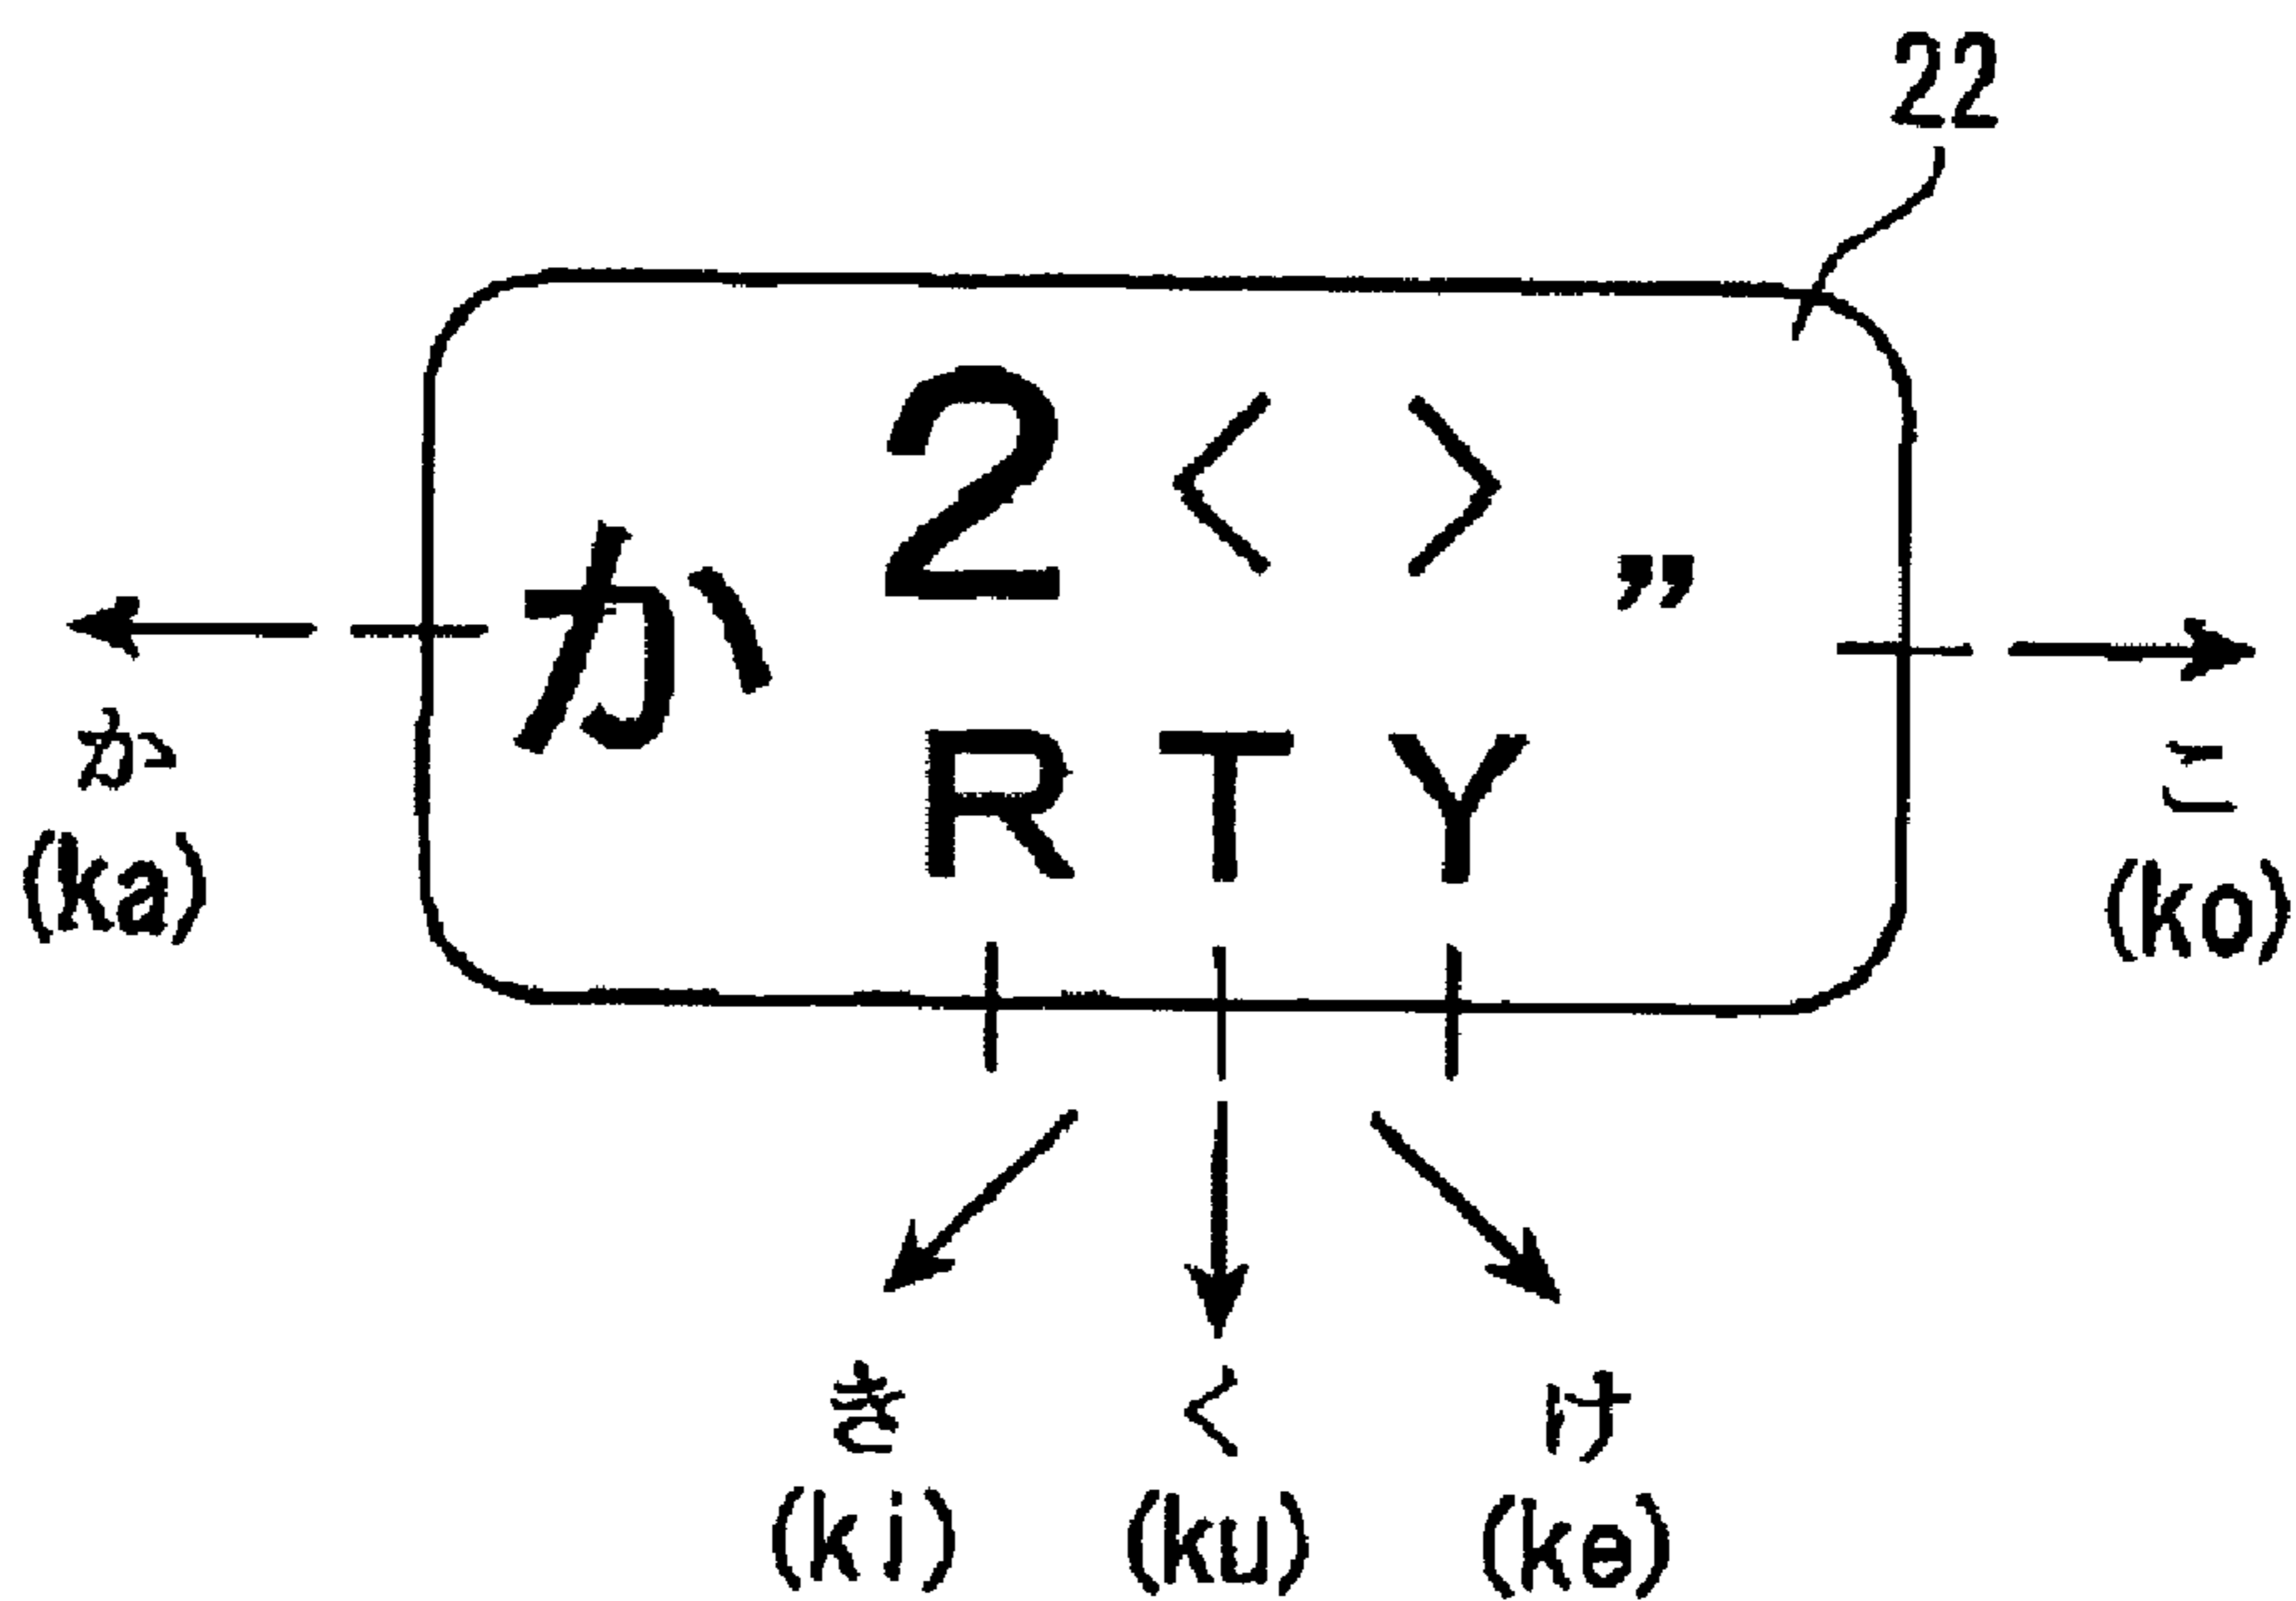 22
2 < > ”
か
R T Y
か
(ka)
こ
(ko)
き く け
(ki) (ku) (ke)